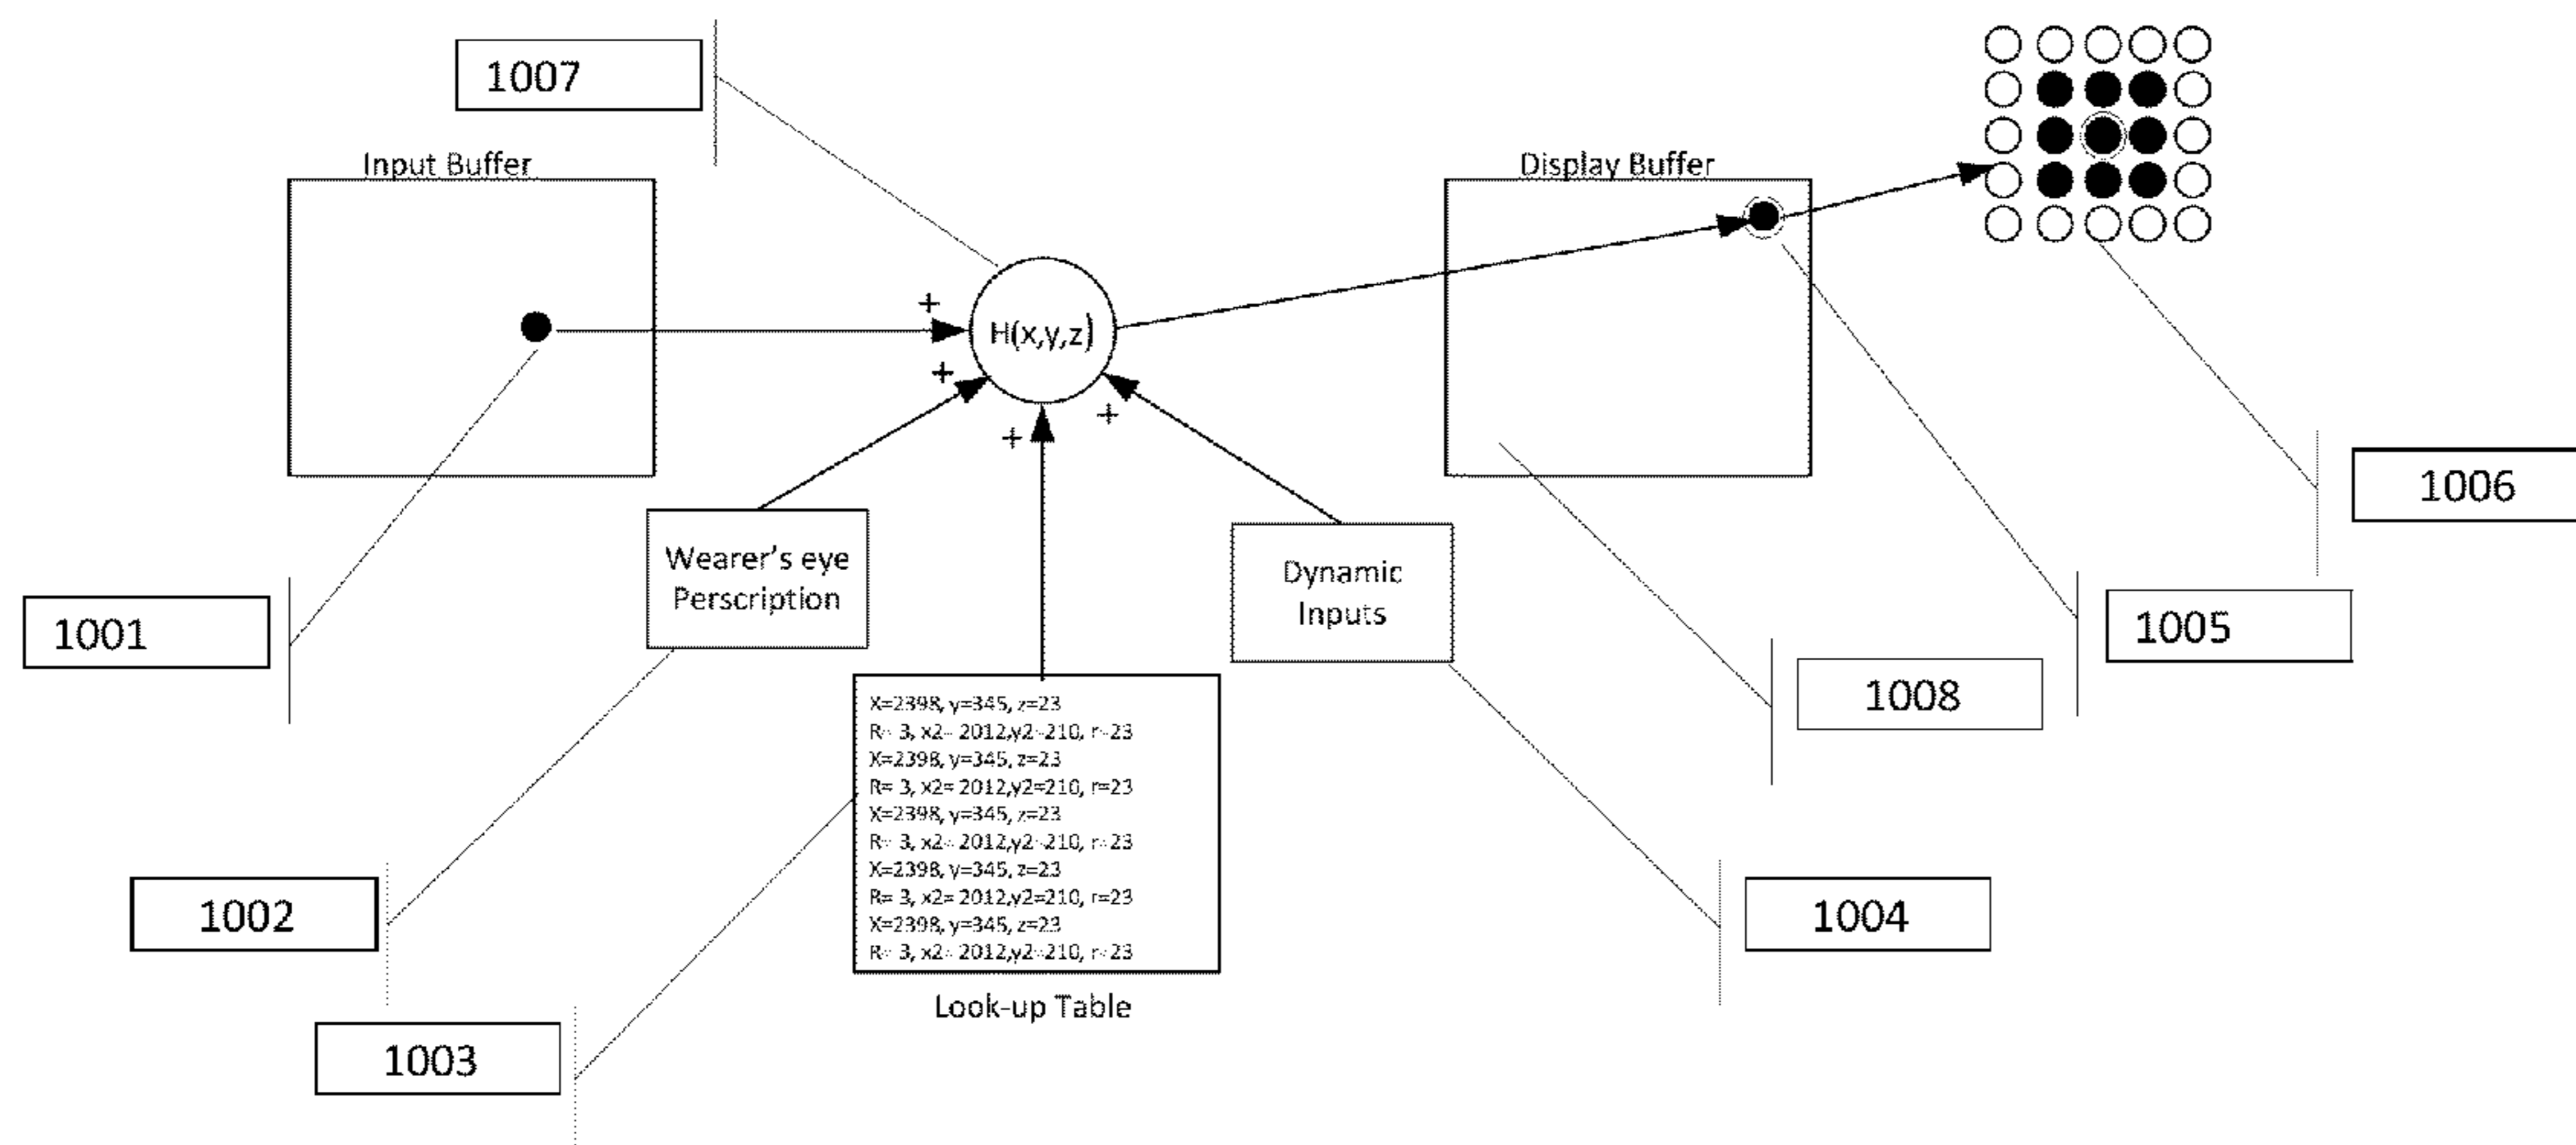 1007
Input Buffer
Display Buffer
+
H(x,y,z)
+
+
+
1006
Wearer's eye
Perscription
Dynamic
Inputs
1001
1005
1008
X=2398, y=345, z=23
R= 3, x2= 2012,y2=210, r=23
X=2398, y=345, z=23
R= 3, x2= 2012,y2=210, r=23
X=2398, y=345, z=23
R= 3, x2= 2012,y2=210, r=23
X=2398, y=345, z=23
R= 3, x2= 2012,y2=210, r=23
X=2398, y=345, z=23
R= 3, x2= 2012,y2=210, r=23
1002
1004
Look-up Table
1003